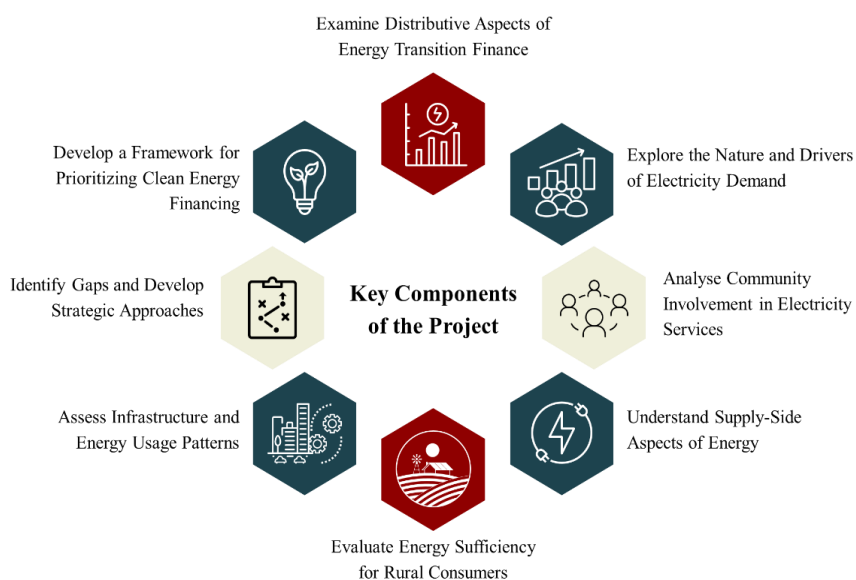 Examine Distributive Aspects of
Energy Transition Finance
Develop a Framework for
Prioritizing Clean Energy
Financing
Explore the Nature and Drivers
of Electricity Demand
Identify Gaps and Develop
Strategic Approaches
Key Components
of the Project
Analyse Community
Involvement in Electricity
Services
Assess Infrastructure and
Energy Usage Patterns
Understand Supply-Side
Aspects of Energy
Evaluate Energy Sufficiency
for Rural Consumers